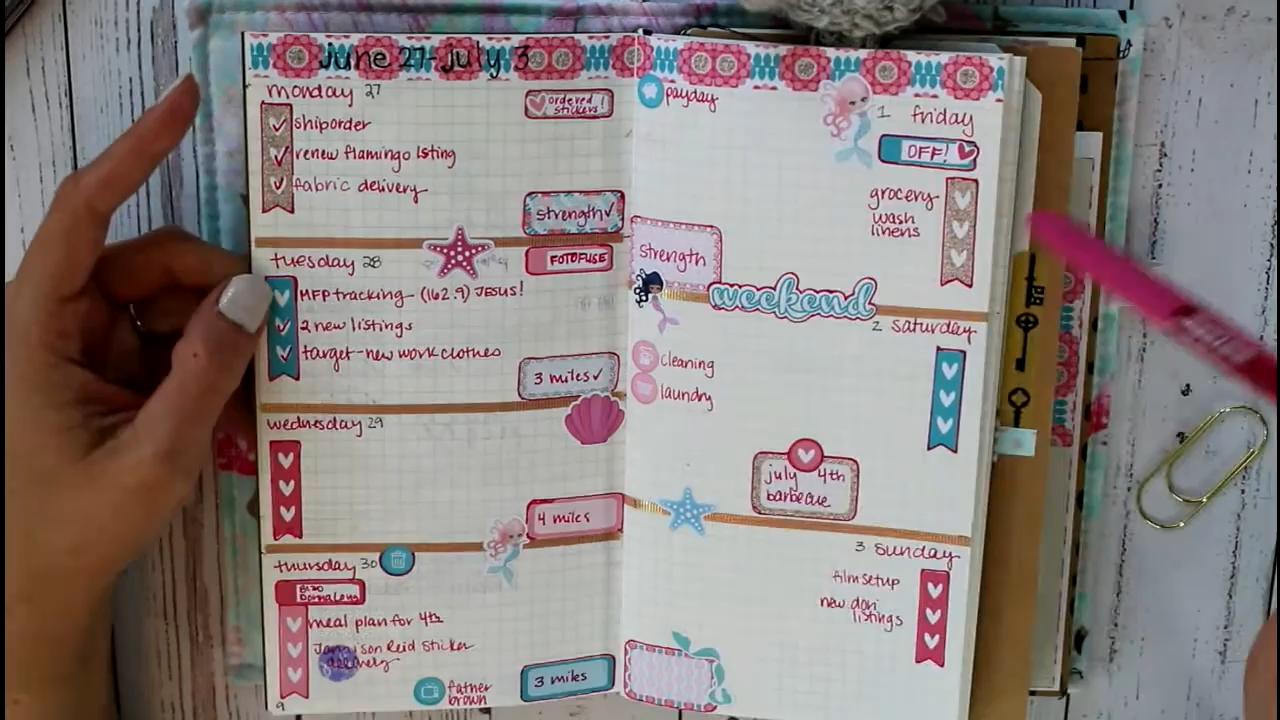 june 27-july 3
monday 27
ordered
stickers!
shiporder
renew flamingo listing
fabric delivery
strength✓
tuesday 28
FOTOFUSE
MFP tracking (162.9) JESUS!
2 new listings
target-new work clothes
3 miles✓
wednesday 29
4 miles
thursday 30
meal plan for 4th
Reid Sticker
delivery
father
brown
3 miles
9
payday
1 friday
OFF!
grocery
wash
linens
strength
weekend
2 saturday
cleaning
laundry
july 4th
barbecue
3 sunday
film setup
new dori
listings